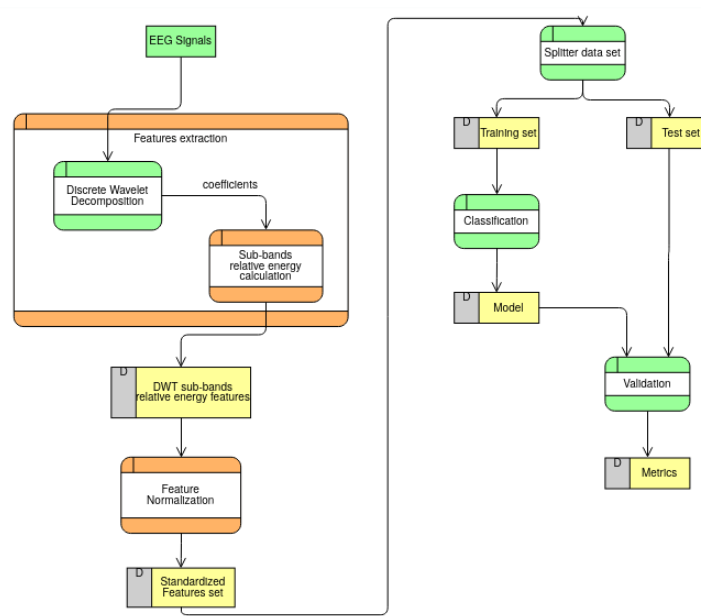 EEG Signals
Features extraction
Discrete Wavelet
Decomposition
coefficients
Sub-bands
relative energy
calculation
D
DWT sub-bands
relative energy features
Feature
Normalization
D
Standardized
Features set
Splitter data set
D
Training set
D
Test set
Classification
D
Model
Validation
D
Metrics